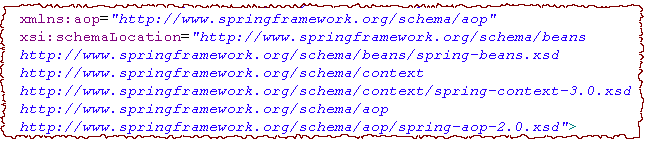 xmlns:aop="http://www.springframework.org/schema/aop"
xsi:schemaLocation="http://www.springframework.org/schema/beans
http://www.springframework.org/schema/beans/spring-beans.xsd
http://www.springframework.org/schema/context
http://www.springframework.org/schema/context/spring-context-3.0.xsd
http://www.springframework.org/schema/aop
http://www.springframework.org/schema/aop/spring-aop-2.0.xsd">